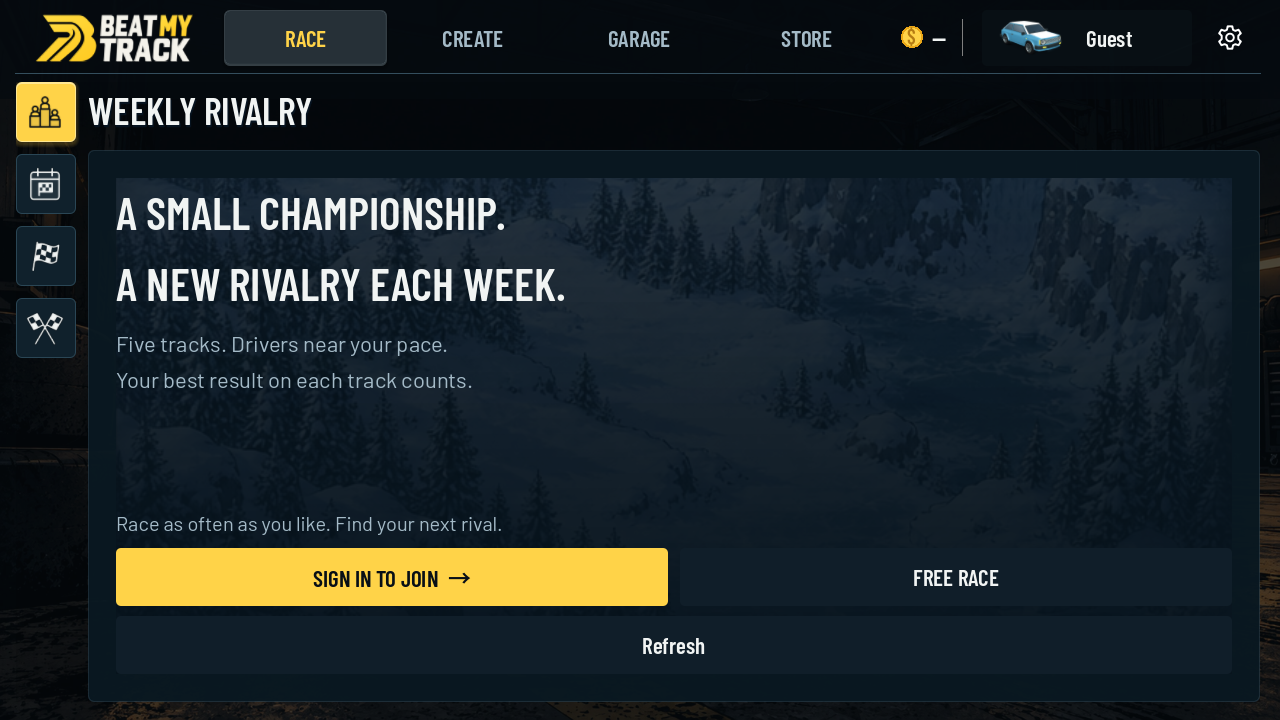 BEAT MY
TRACK
RACE
CREATE
GARAGE
STORE
$ –
Guest
WEEKLY RIVALRY
A SMALL CHAMPIONSHIP.
A NEW RIVALRY EACH WEEK.
Five tracks. Drivers near your pace.
Your best result on each track counts.
Race as often as you like. Find your next rival.
SIGN IN TO JOIN →
FREE RACE
Refresh